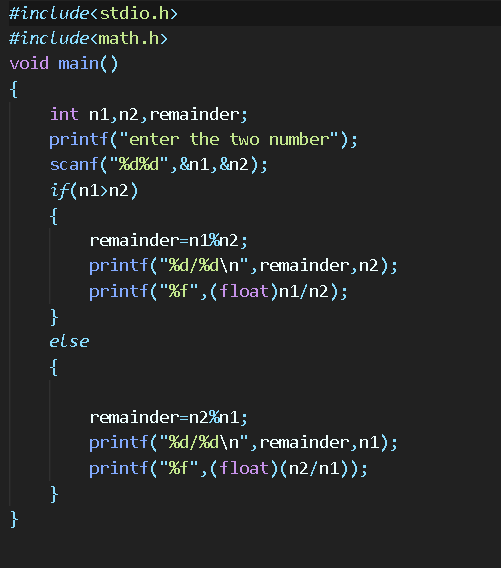 #include<stdio.h>
#include<math.h>
void main()
{
    int n1,n2,remainder;
    printf("enter the two number");
    scanf("%d%d",&n1,&n2);
    if(n1>n2)
    {
        remainder=n1%n2;
        printf("%d/%d\n",remainder,n2);
        printf("%f",(float)n1/n2);
    }
    else
    {
        remainder=n2%n1;
        printf("%d/%d\n",remainder,n1);
        printf("%f",(float)(n2/n1));
    }
}